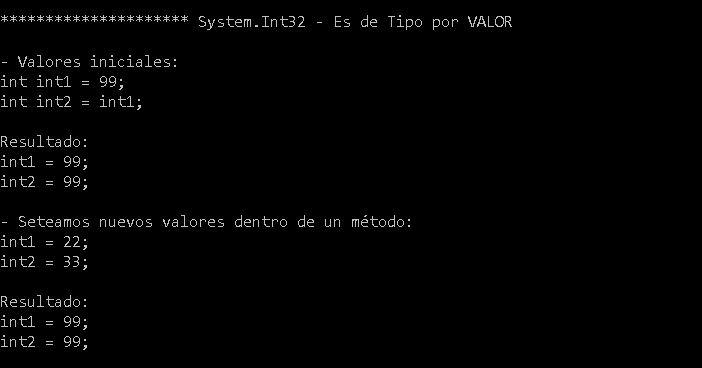 ********************* System.Int32 - Es de Tipo por VALOR
- Valores iniciales:
int int1 = 99;
int int2 = int1;
Resultado:
int1 = 99;
int2 = 99;
- Seteamos nuevos valores dentro de un método:
int1 = 22;
int2 = 33;
Resultado:
int1 = 99;
int2 = 99;